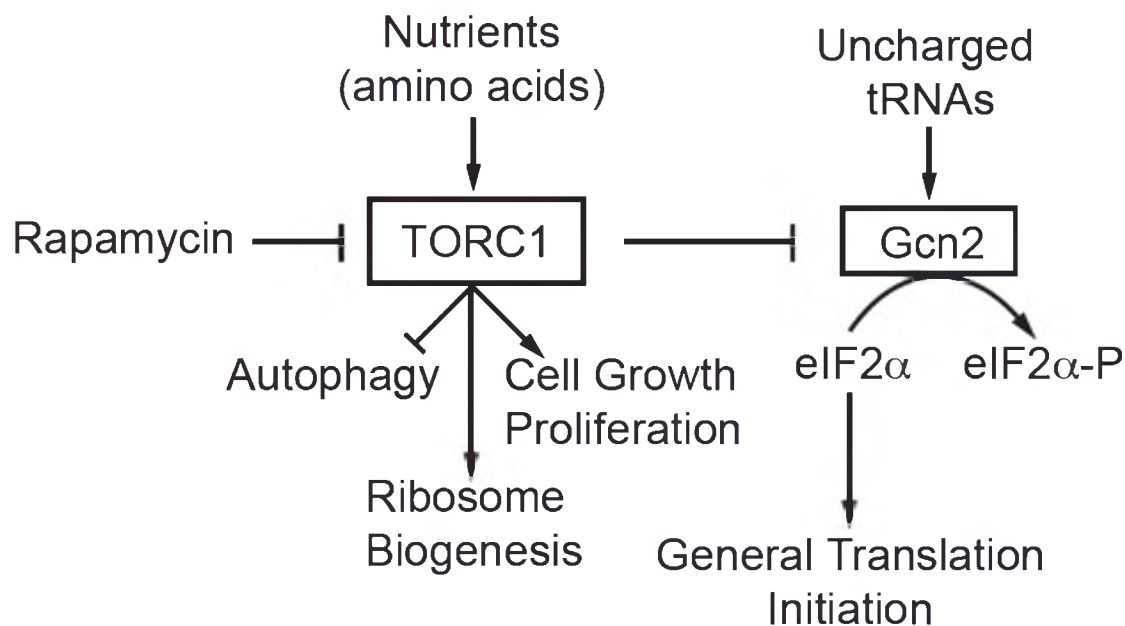 Nutrients
(amino acids)
Uncharged
tRNAs
Rapamycin
TORC1
Gcn2
Autophagy
Cell Growth
Proliferation
eIF2α
eIF2α-P
Ribosome
Biogenesis
General Translation
Initiation